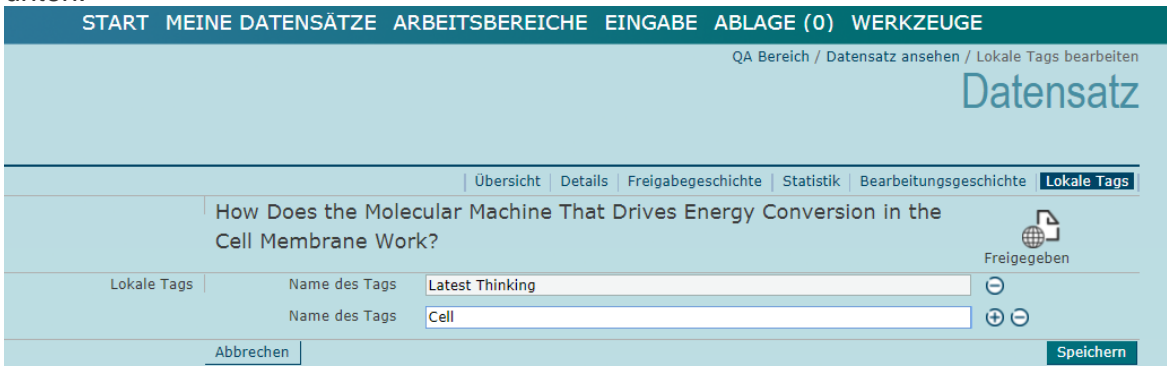 START MEINE DATENSÄTZE ARBEITSBEREICHE EINGABE ABLAGE (0) WERKZEUGE
QA Bereich / Datensatz ansehen / Lokale Tags bearbeiten
Datensatz
Übersicht | Details | Freigabegeschichte | Statistik | Bearbeitungsgeschichte | Lokale Tags
How Does the Molecular Machine That Drives Energy Conversion in the
Cell Membrane Work?
Freigegeben
Lokale Tags Name des Tags Latest Thinking
Name des Tags Cell
Abbrechen Speichern